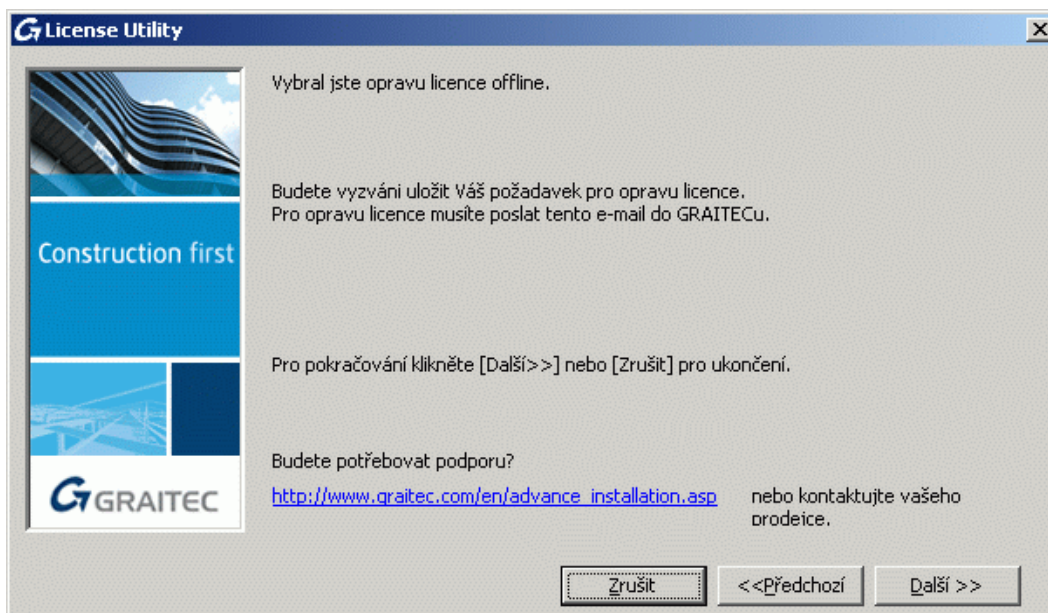 License Utility
Vybral jste opravu licence offline.
Budete vyzváni uložit Váš požadavek pro opravu licence.
Pro opravu licence musíte poslat tento e-mail do GRAITECu.
Construction first
Pro pokračování klikněte [Další>>] nebo [Zrušit] pro ukončení.
Budete potřebovat podporu?
http://www.graitec.com/en/advance_installation.asp
nebo kontaktujte vašeho
prodejce.
GRAITEC
Zrušit
<<Předchozí
Další >>